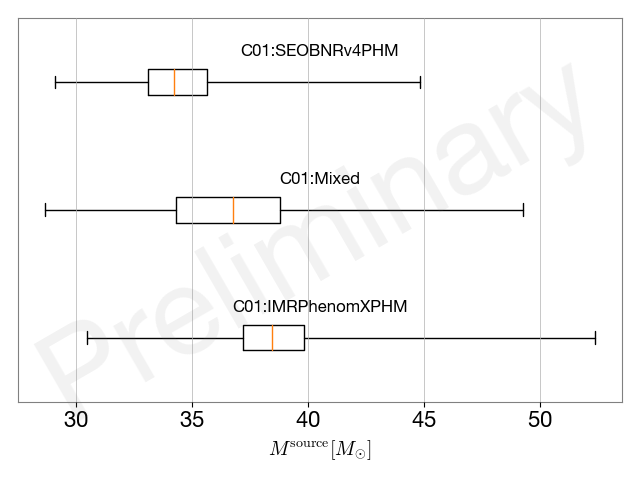 C01:SEOBNRv4PHM
C01:Mixed
C01:IMRPhenomXPHM
Preliminary
30 35 40 45 50
M^source [M_⊙]